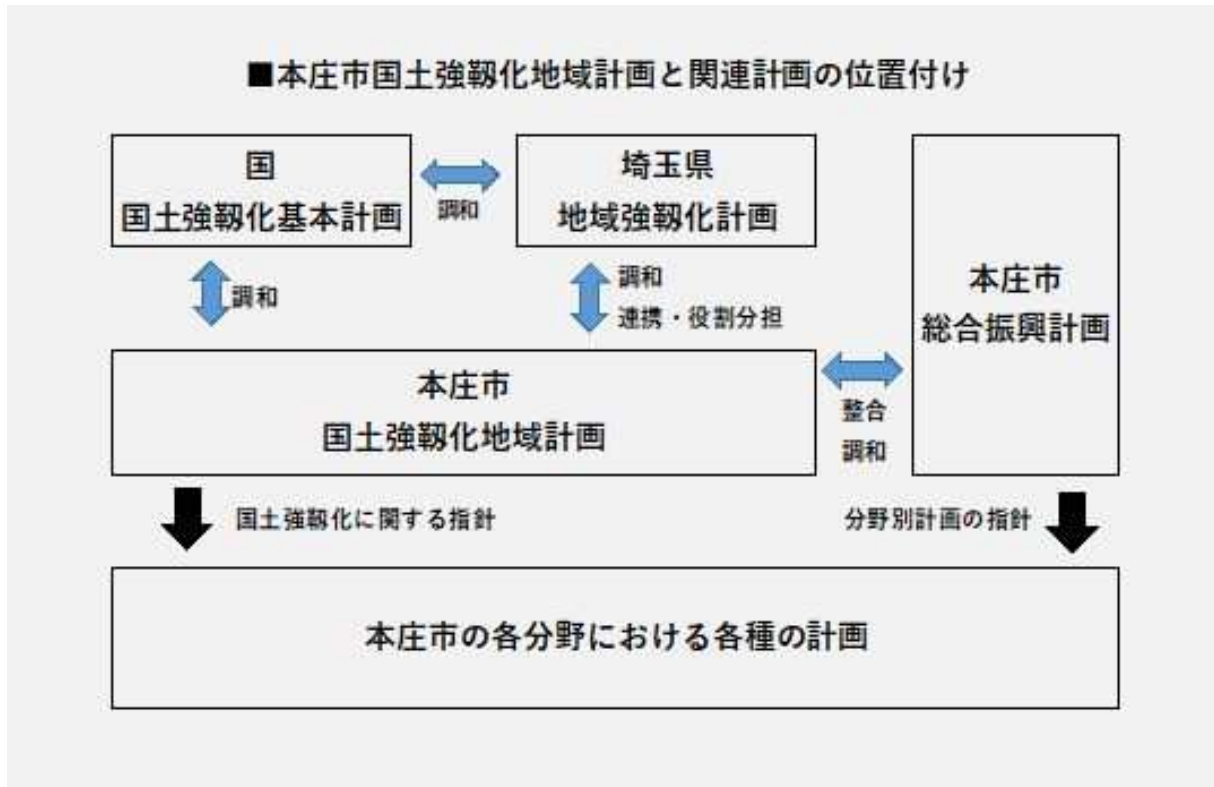 ■本庄市国土強靱化地域計画と関連計画の位置付け
国
国土強靱化基本計画
調和
埼玉県
地域強靱化計画
本庄市
総合振興計画
調和
調和
連携・役割分担
本庄市
国土強靱化地域計画
整合
調和
国土強靱化に関する指針
分野別計画の指針
本庄市の各分野における各種の計画